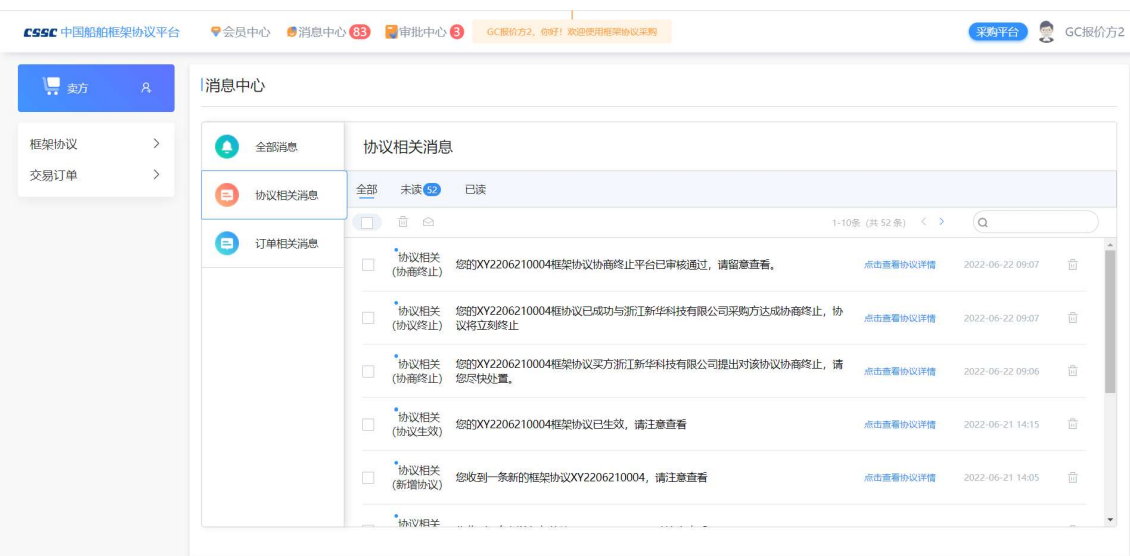 CSSC 中国船舶框架协议平台 会员中心 消息中心 83 审批中心 3 GC报价方2，你好！欢迎使用框架协议采购 采购平台 GC报价方2
卖方
框架协议
交易订单
消息中心
全部消息
协议相关消息
订单相关消息
协议相关消息
全部 未读 52 已读
1-10条 (共 52 条)
协议相关
(协商终止)
您的XY2206210004框架协议协商终止平台已审核通过，请留意查看。
点击查看协议详情 2022-06-22 09:07
协议相关
(协议终止)
您的XY2206210004框协议已成功与浙江新华科技有限公司采购方达成协商终止，协
议将立刻终止
点击查看协议详情 2022-06-22 09:07
协议相关
(协商终止)
您的XY2206210004框架协议买方浙江新华科技有限公司提出对该协议协商终止，请
您尽快处置。
点击查看协议详情 2022-06-22 09:06
协议相关
(协议生效)
您的XY2206210004框架协议已生效，请注意查看
点击查看协议详情 2022-06-21 14:15
协议相关
(新增协议)
您收到一条新的框架协议XY2206210004，请注意查看
点击查看协议详情 2022-06-21 14:05
协议相关